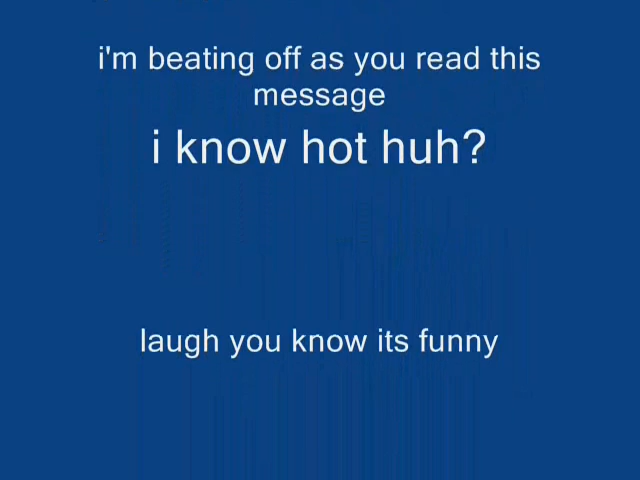 i'm beating off as you read this
message
i know hot huh?
laugh you know its funny